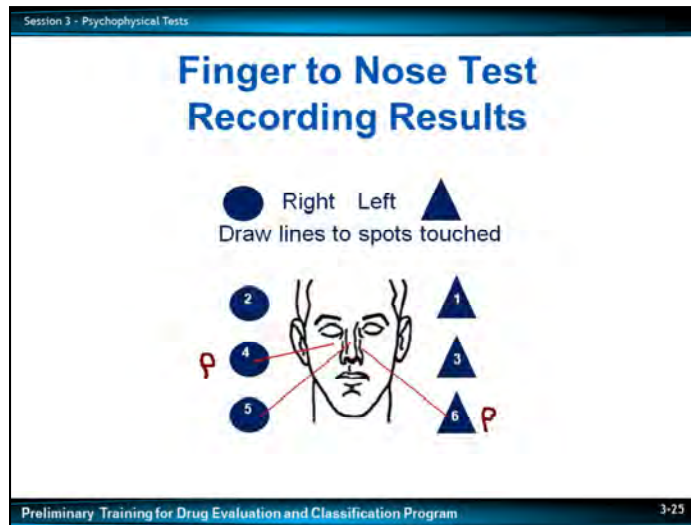 Session 3 - Psychophysical Tests
Finger to Nose Test
Recording Results
Right Left
Draw lines to spots touched
2 1
P 4 3
5 6 P
Preliminary Training for Drug Evaluation and Classification Program 3-25